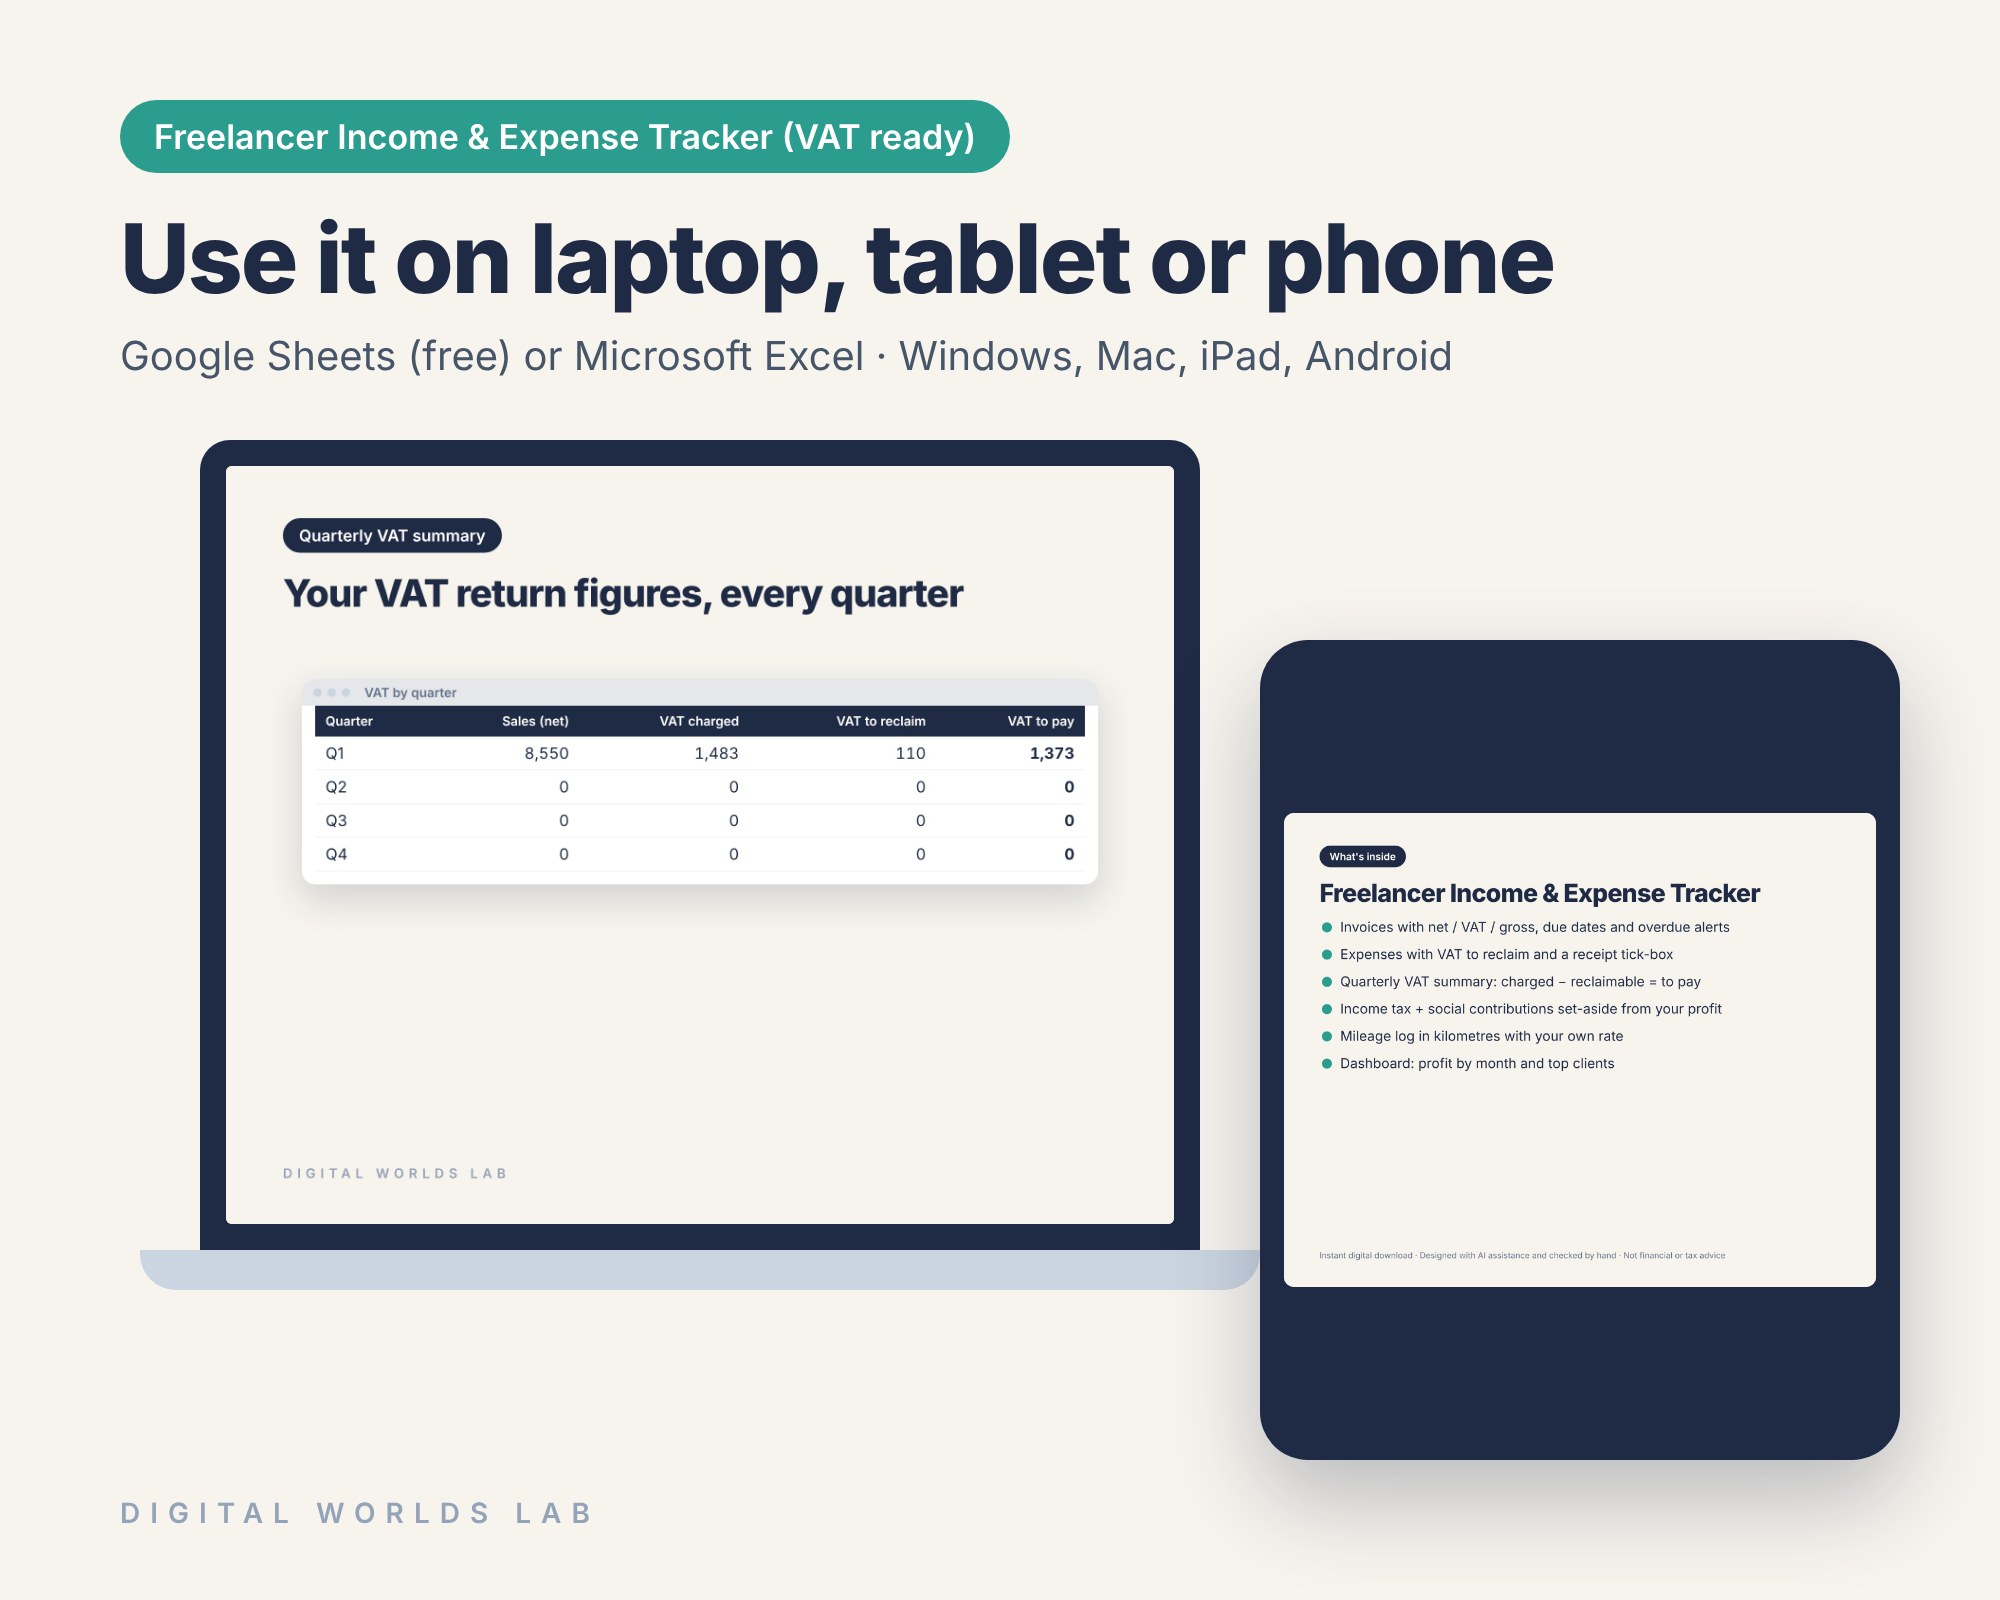 Freelancer Income & Expense Tracker (VAT ready)
Use it on laptop, tablet or phone
Google Sheets (free) or Microsoft Excel · Windows, Mac, iPad, Android
Quarterly VAT summary
Your VAT return figures, every quarter
VAT by quarter
Quarter Sales (net) VAT charged VAT to reclaim VAT to pay
Q1 8,550 1,483 110 1,373
Q2 0 0 0 0
Q3 0 0 0 0
Q4 0 0 0 0
DIGITAL WORLDS LAB
What's inside
Freelancer Income & Expense Tracker
Invoices with net / VAT / gross, due dates and overdue alerts
Expenses with VAT to reclaim and a receipt tick-box
Quarterly VAT summary: charged − reclaimable = to pay
Income tax + social contributions set-aside from your profit
Mileage log in kilometres with your own rate
Dashboard: profit by month and top clients
Instant digital download · Designed with AI assistance and checked by hand · Not financial or tax advice
DIGITAL WORLDS LAB